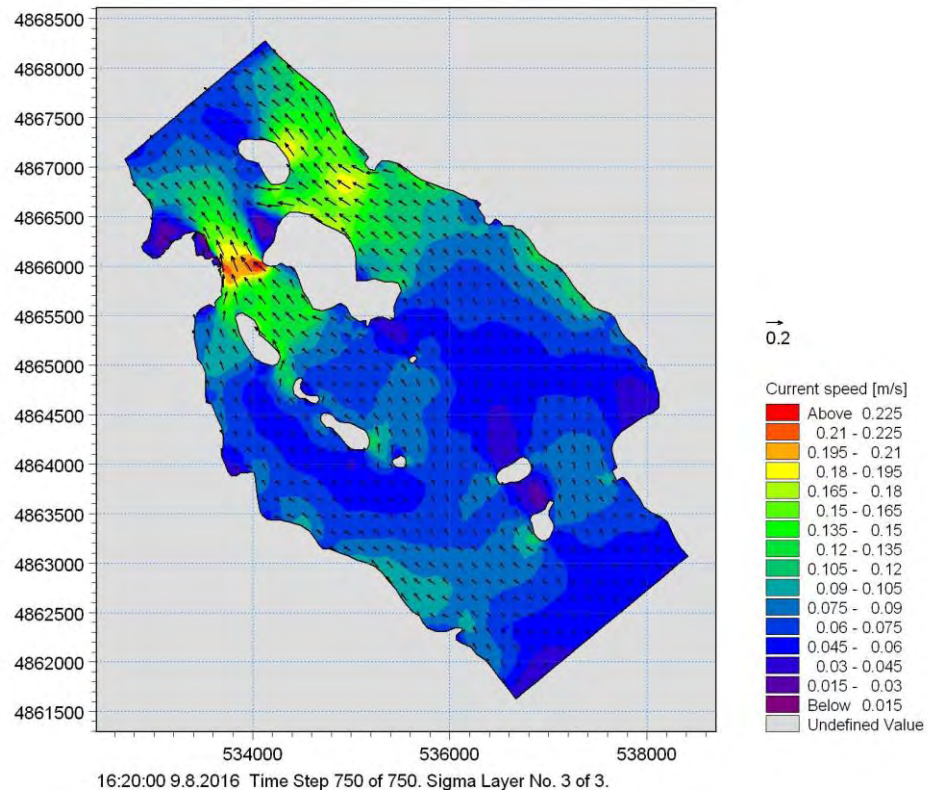 4868500
4868000
4867500
4867000
4866500
4866000
4865500
4865000
4864500
4864000
4863500
4863000
4862500
4862000
4861500
534000 536000 538000
0.2
Current speed [m/s]
Above 0.225
0.21 - 0.225
0.195 - 0.21
0.18 - 0.195
0.165 - 0.18
0.15 - 0.165
0.135 - 0.15
0.12 - 0.135
0.105 - 0.12
0.09 - 0.105
0.075 - 0.09
0.06 - 0.075
0.045 - 0.06
0.03 - 0.045
0.015 - 0.03
Below 0.015
Undefined Value
16:20:00 9.8.2016 Time Step 750 of 750. Sigma Layer No. 3 of 3.